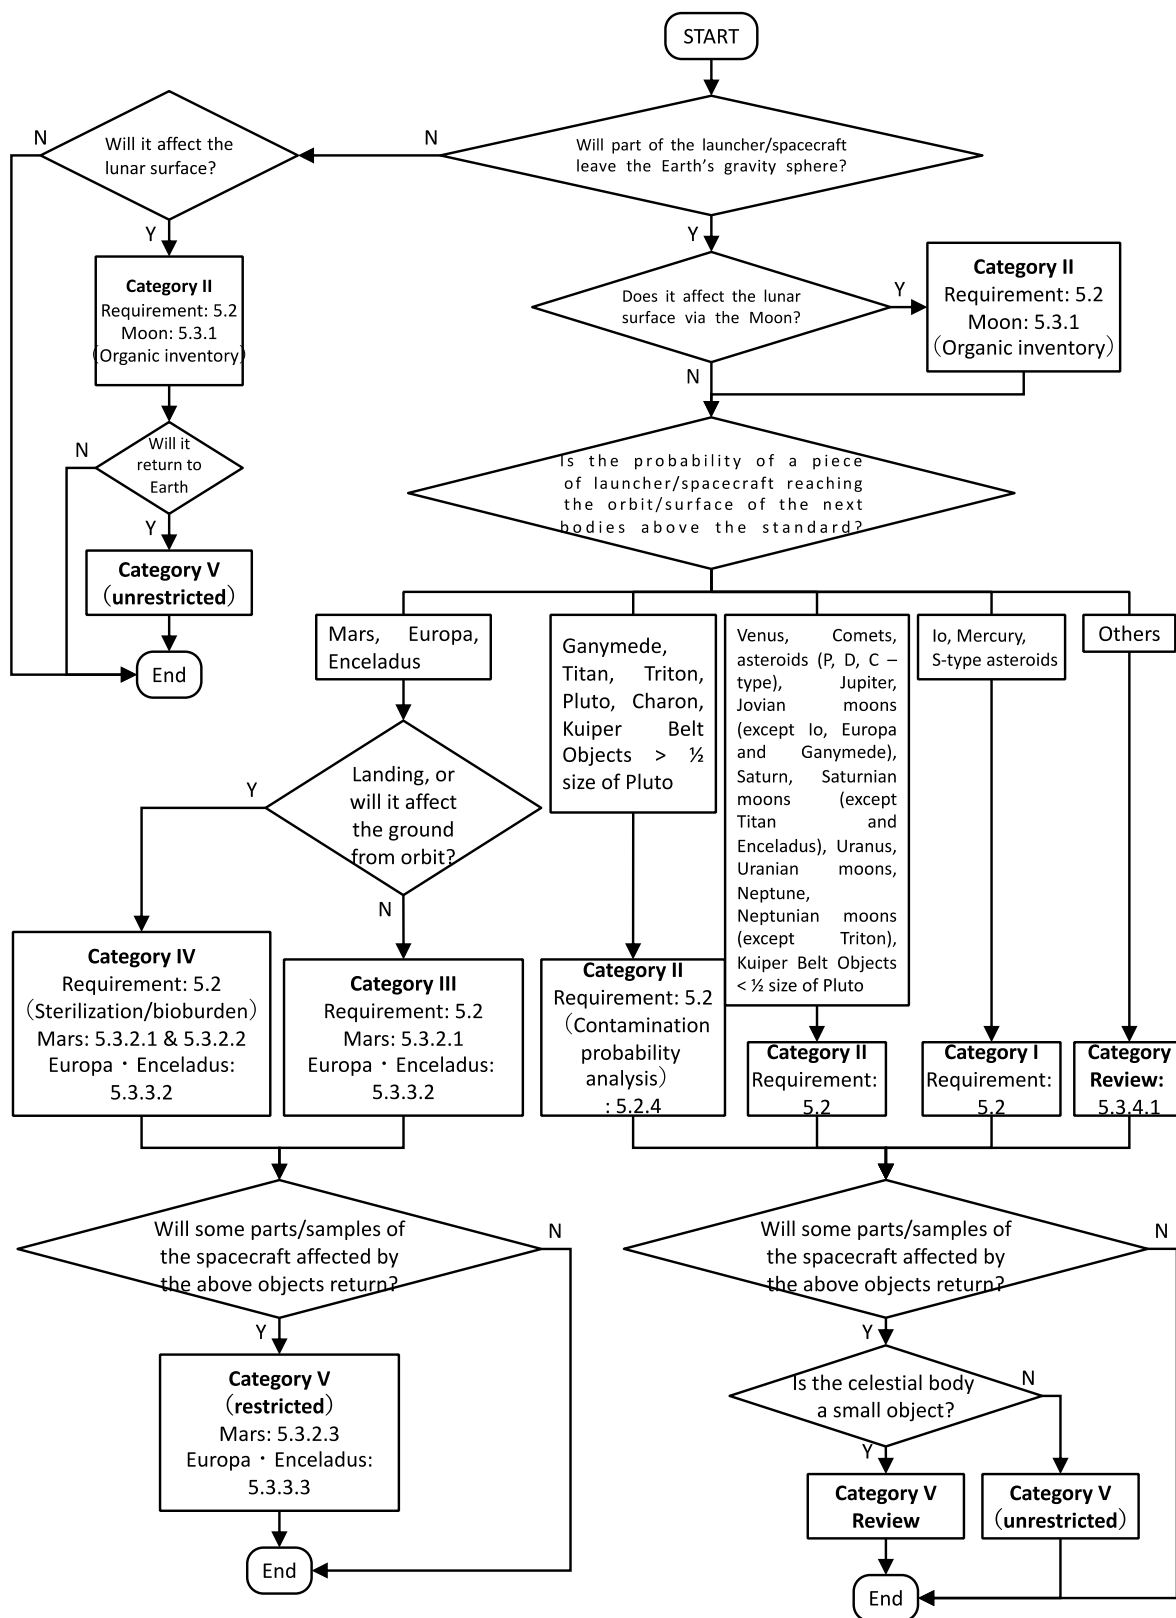 START
Will part of the launcher/spacecraft
leave the Earth's gravity sphere?
N
Y
Will it affect the
lunar surface?
N
Y
Category II
Requirement: 5.2
Moon: 5.3.1
(Organic inventory)
Will it
return to
Earth
N
Y
Category V
(unrestricted)
End
Does it affect the lunar
surface via the Moon?
Y
N
Category II
Requirement: 5.2
Moon: 5.3.1
(Organic inventory)
Is the probability of a piece
of launcher/spacecraft reaching
the orbit/surface of the next
bodies above the standard?
Mars, Europa,
Enceladus
Landing, or
will it affect
the ground
from orbit?
Y
N
Category IV
Requirement: 5.2
(Sterilization/bioburden)
Mars: 5.3.2.1 & 5.3.2.2
Europa・Enceladus:
5.3.3.2
Category III
Requirement: 5.2
Mars: 5.3.2.1
Europa・Enceladus:
5.3.3.2
Ganymede,
Titan, Triton,
Pluto, Charon,
Kuiper Belt
Objects > ½
size of Pluto
Category II
Requirement: 5.2
(Contamination
probability
analysis)
: 5.2.4
Venus, Comets,
asteroids (P, D, C –
type), Jupiter,
Jovian moons
(except Io, Europa
and Ganymede),
Saturn, Saturnian
moons (except
Titan and
Enceladus), Uranus,
Uranian moons,
Neptune,
Neptunian moons
(except Triton),
Kuiper Belt Objects
< ½ size of Pluto
Category II
Requirement:
5.2
Io, Mercury,
S-type asteroids
Category I
Requirement:
5.2
Others
Category
Review:
5.3.4.1
Will some parts/samples of
the spacecraft affected by
the above objects return?
N
Y
Category V
(restricted)
Mars: 5.3.2.3
Europa・Enceladus:
5.3.3.3
End
Will some parts/samples of
the spacecraft affected by
the above objects return?
N
Y
Is the celestial body
a small object?
N
Y
Category V
Review
Category V
(unrestricted)
End